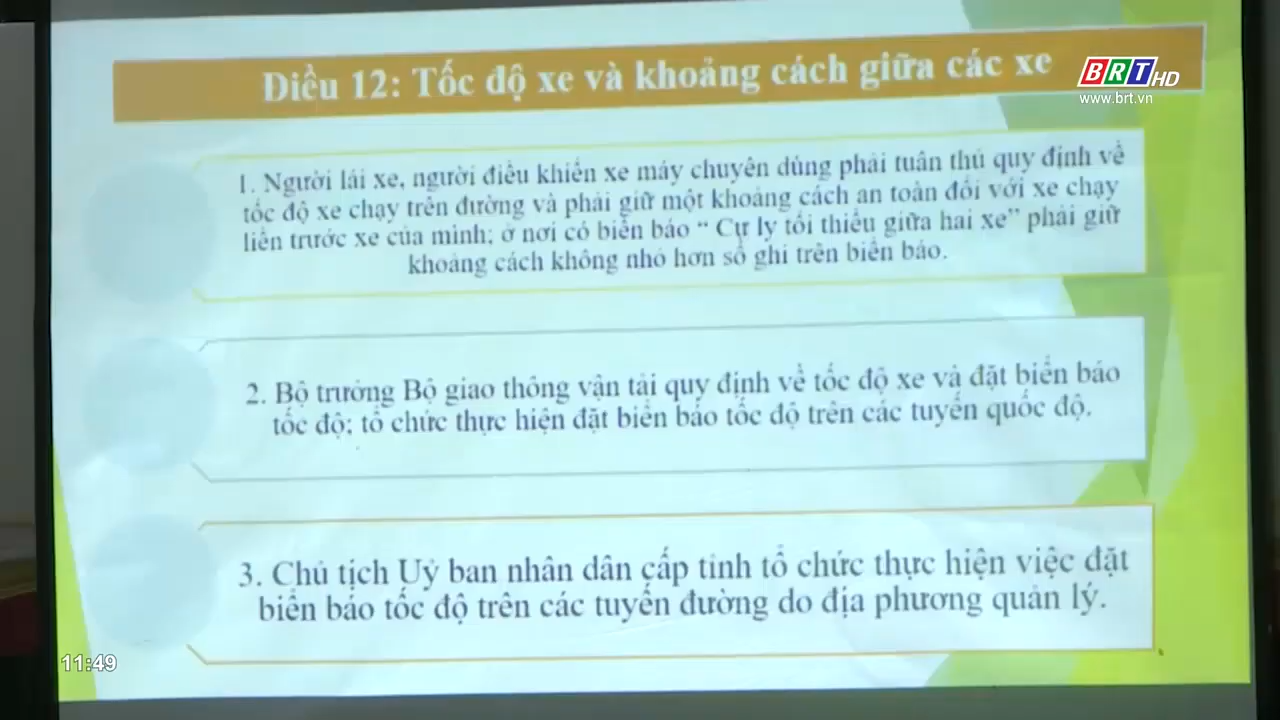 Điều 12: Tốc độ xe và khoảng cách giữa các xe
BRT HD
www.brt.vn
1. Người lái xe, người điều khiển xe máy chuyên dùng phải tuân thủ quy định về
tốc độ xe chạy trên đường và phải giữ một khoảng cách an toàn đối với xe chạy
liền trước xe của mình; ở nơi có biển báo “ Cự ly tối thiểu giữa hai xe” phải giữ
khoảng cách không nhỏ hơn số ghi trên biển báo.
2. Bộ trưởng Bộ giao thông vận tải quy định về tốc độ xe và đặt biển báo
tốc độ; tổ chức thực hiện đặt biển báo tốc độ trên các tuyến quốc độ.
3. Chủ tịch Uỷ ban nhân dân cấp tỉnh tổ chức thực hiện việc đặt
biển báo tốc độ trên các tuyến đường do địa phương quản lý.
11:49